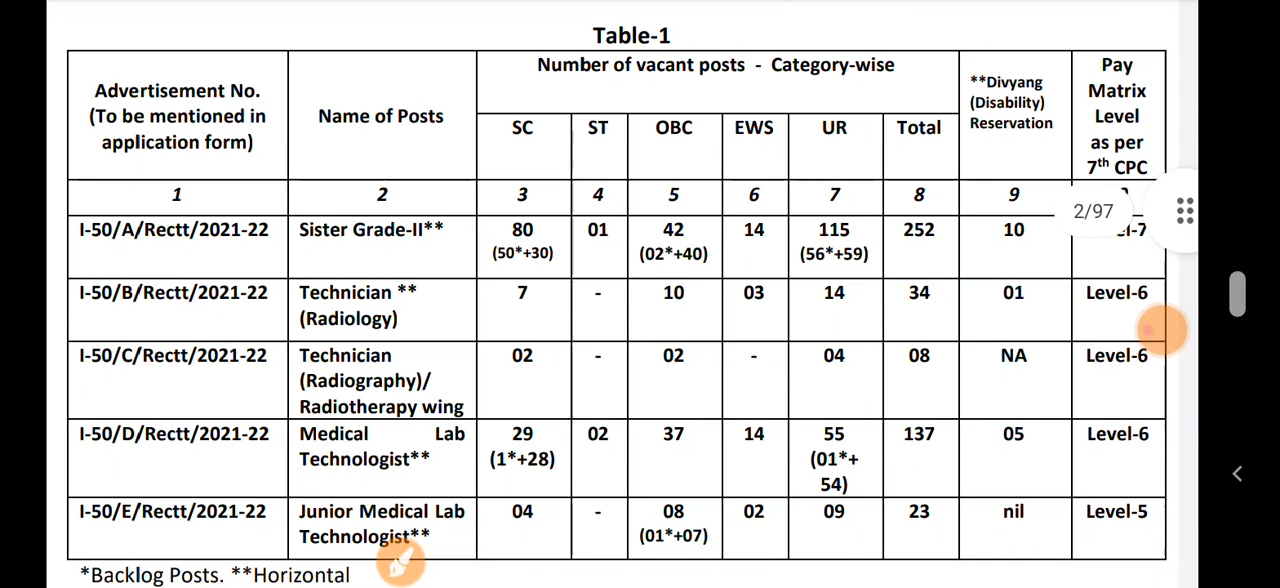 Table-1
Advertisement No.
(To be mentioned in
application form)
Name of Posts
Number of vacant posts - Category-wise
SC
ST
OBC
EWS
UR
Total
**Divyang
(Disability)
Reservation
Pay
Matrix
Level
as per
7th CPC
1 2 3 4 5 6 7 8 9
2/97
I-50/A/Rectt/2021-22 Sister Grade-II** 80 01 42 14 115 252 10
(50*+30) (02*+40) (56*+59)
I-50/B/Rectt/2021-22 Technician ** 7 - 10 03 14 34 01 Level-6
(Radiology)
I-50/C/Rectt/2021-22 Technician 02 - 02 - 04 08 NA Level-6
(Radiography)/
Radiotherapy wing
I-50/D/Rectt/2021-22 Medical Lab 29 02 37 14 55 137 05 Level-6
Technologist** (1*+28) (01*+
54)
I-50/E/Rectt/2021-22 Junior Medical Lab 04 - 08 02 09 23 nil Level-5
Technologist** (01*+07)
*Backlog Posts. **Horizontal